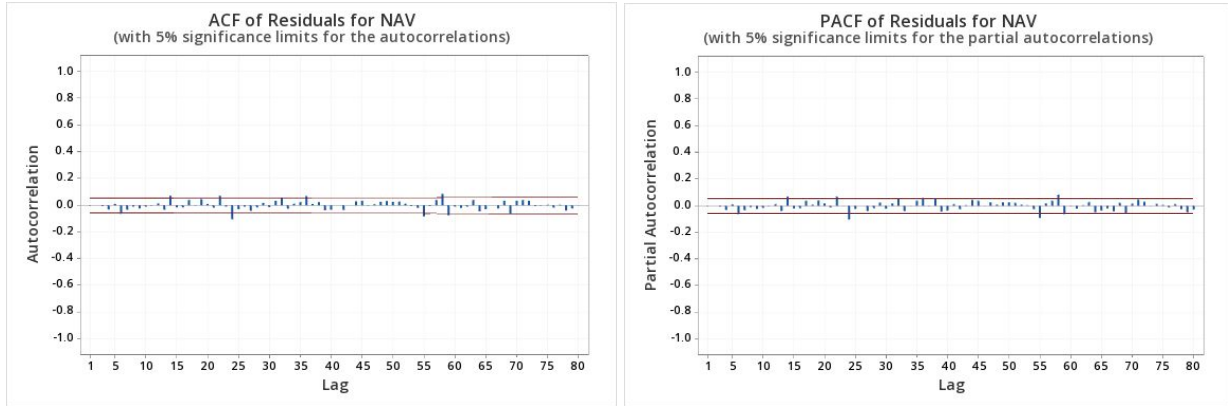 ACF of Residuals for NAV
(with 5% significance limits for the autocorrelations)
Autocorrelation
1.0
0.8
0.6
0.4
0.2
0.0
-0.2
-0.4
-0.6
-0.8
-1.0
1 5 10 15 20 25 30 35 40 45 50 55 60 65 70 75 80
Lag
PACF of Residuals for NAV
(with 5% significance limits for the partial autocorrelations)
Partial Autocorrelation
1.0
0.8
0.6
0.4
0.2
0.0
-0.2
-0.4
-0.6
-0.8
-1.0
1 5 10 15 20 25 30 35 40 45 50 55 60 65 70 75 80
Lag